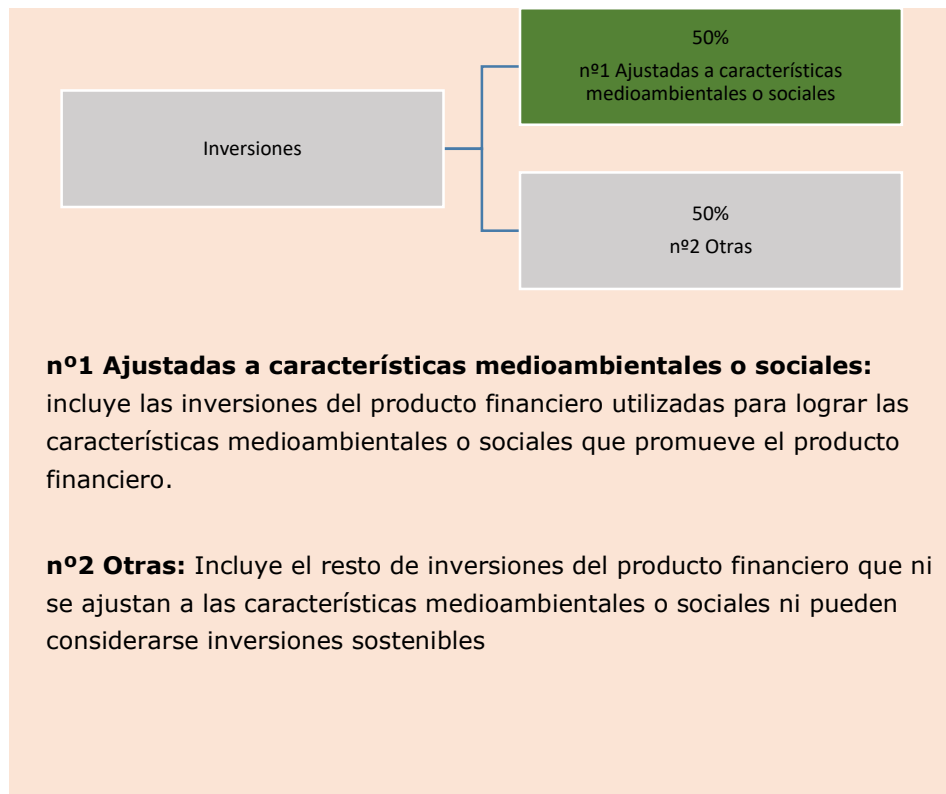 50%
nº1 Ajustadas a características
medioambientales o sociales
Inversiones
50%
nº2 Otras
nº1 Ajustadas a características medioambientales o sociales:
incluye las inversiones del producto financiero utilizadas para lograr las
características medioambientales o sociales que promueve el producto
financiero.
nº2 Otras: Incluye el resto de inversiones del producto financiero que ni
se ajustan a las características medioambientales o sociales ni pueden
considerarse inversiones sostenibles